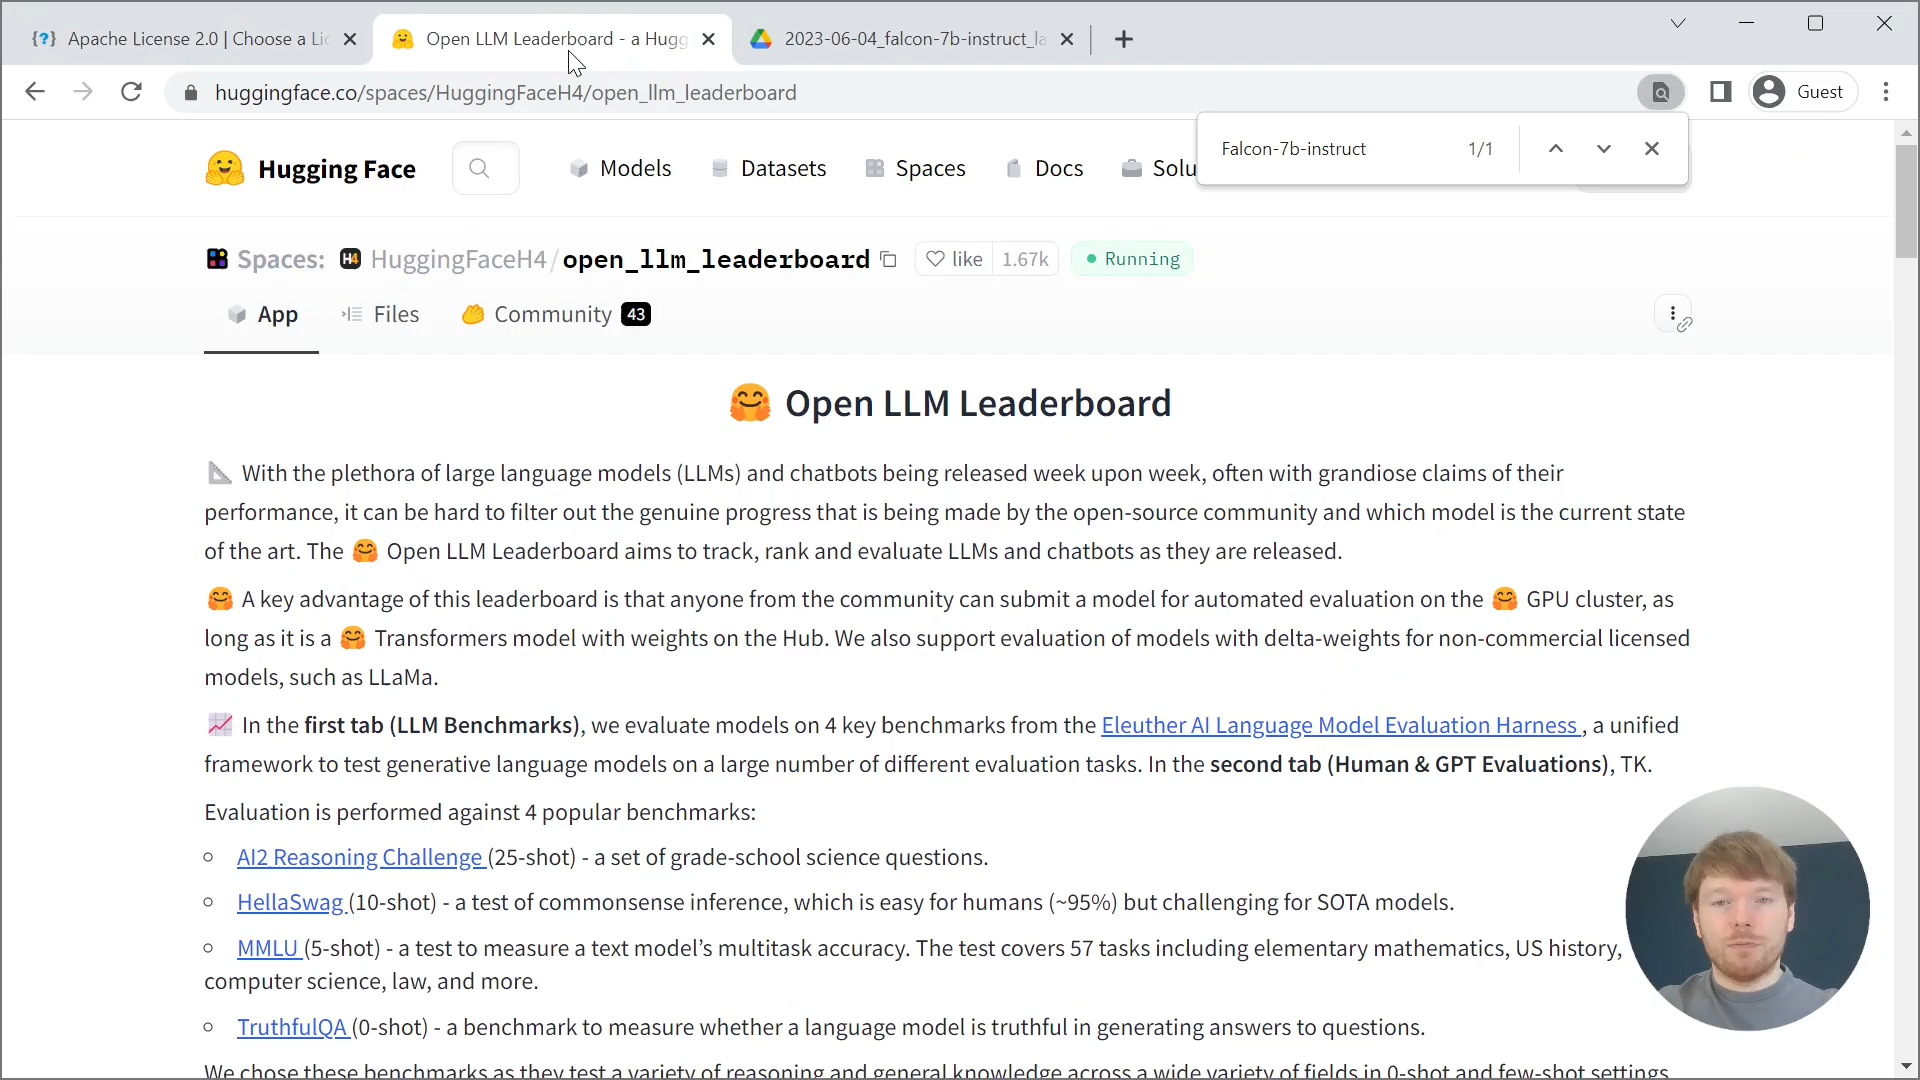 Apache License 2.0 | Choose a Lic
Open LLM Leaderboard - a Hugg
2023-06-04_falcon-7b-instruct_la
huggingface.co/spaces/HuggingFaceH4/open_llm_leaderboard
Guest
Falcon-7b-instruct 1/1
Hugging Face
Models
Datasets
Spaces
Docs
Solu
Spaces: H4 HuggingFaceH4/open_llm_leaderboard like 1.67k Running
App
Files
Community 43
Open LLM Leaderboard
With the plethora of large language models (LLMs) and chatbots being released week upon week, often with grandiose claims of their
performance, it can be hard to filter out the genuine progress that is being made by the open-source community and which model is the current state
of the art. The 🤗 Open LLM Leaderboard aims to track, rank and evaluate LLMs and chatbots as they are released.
🤗 A key advantage of this leaderboard is that anyone from the community can submit a model for automated evaluation on the 🤗 GPU cluster, as
long as it is a 🤗 Transformers model with weights on the Hub. We also support evaluation of models with delta-weights for non-commercial licensed
models, such as LLaMa.
📈 In the first tab (LLM Benchmarks), we evaluate models on 4 key benchmarks from the Eleuther AI Language Model Evaluation Harness , a unified
framework to test generative language models on a large number of different evaluation tasks. In the second tab (Human & GPT Evaluations), TK.
Evaluation is performed against 4 popular benchmarks:
AI2 Reasoning Challenge (25-shot) - a set of grade-school science questions.
HellaSwag (10-shot) - a test of commonsense inference, which is easy for humans (~95%) but challenging for SOTA models.
MMLU (5-shot) - a test to measure a text model’s multitask accuracy. The test covers 57 tasks including elementary mathematics, US history,
computer science, law, and more.
TruthfulQA (0-shot) - a benchmark to measure whether a language model is truthful in generating answers to questions.
We chose these benchmarks as they test a variety of reasoning and general knowledge across a wide variety of fields in 0-shot and few-shot settings.